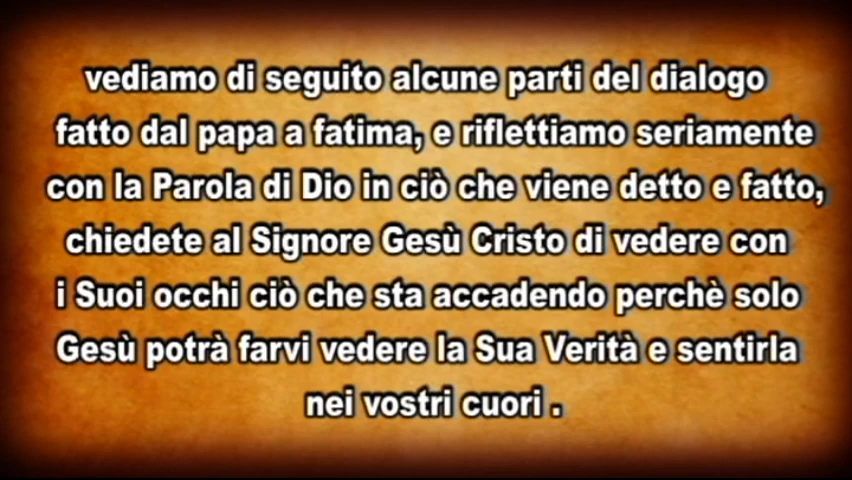 vediamo di seguito alcune parti del dialogo
fatto dal papa a fatima, e riflettiamo seriamente
con la Parola di Dio in ciò che viene detto e fatto,
chiedete al Signore Gesù Cristo di vedere con
i Suoi occhi ciò che sta accadendo perchè solo
Gesù potrà farvi vedere la Sua Verità e sentirla
nei vostri cuori .